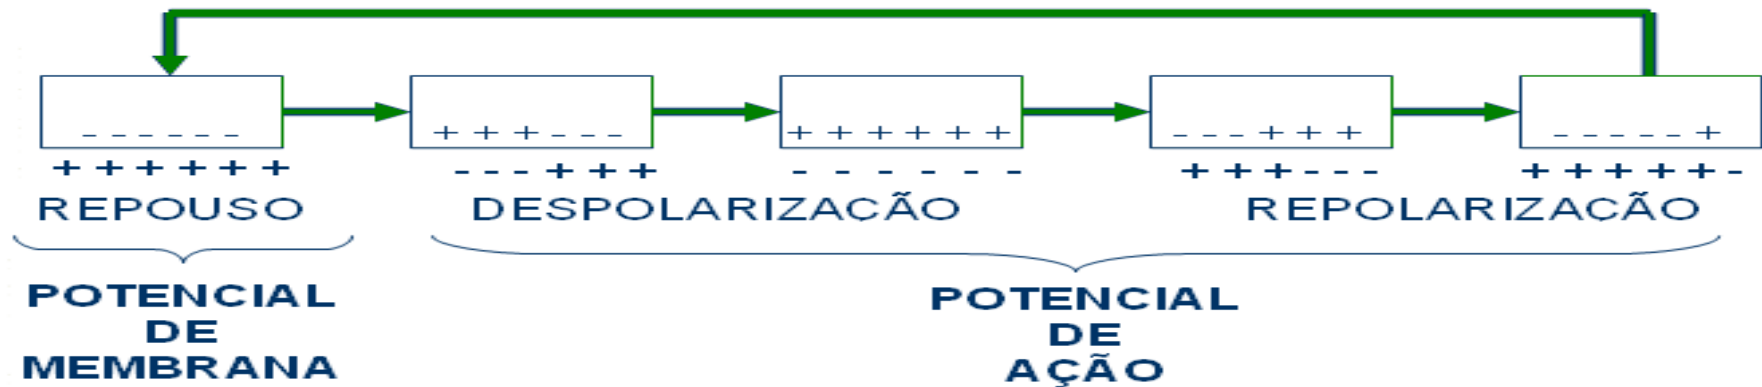 _ _ _ _ _ _
+ + + _ _ _
+ + + + + +
_ _ _ + + +
_ _ _ _ _ +
+ + + + + +
- - - + + +
- - - - - -
+ + + - - -
+ + + + + -
REPOUSO
DESPOLARIZAÇÃO
REPOLARIZAÇÃO
POTENCIAL
DE
MEMBRANA
POTENCIAL
DE
AÇÃO